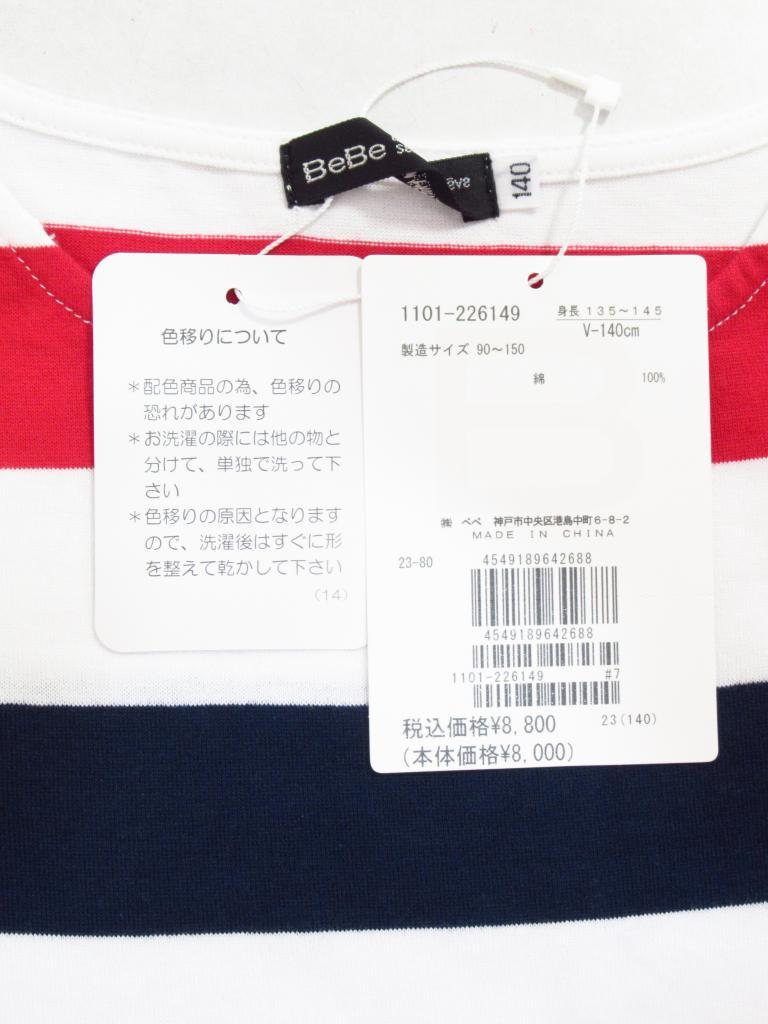 BeBe
140
色移りについて
＊配色商品の為、色移りの
恐れがあります
＊お洗濯の際には他の物と
分けて、単独で洗って下
さい
＊色移りの原因となります
ので、洗濯後はすぐに形
を整えて乾かして下さい
（14）
1101-226149 身長 135～145
V-140cm
製造サイズ 90～150
綿 100%
㈱ べべ 神戸市中央区港島中町6-8-2
MADE IN CHINA
23-80 4549189642688
4549189642688
1101-226149 #7
税込価格¥8,800 23(140)
(本体価格¥8,000)